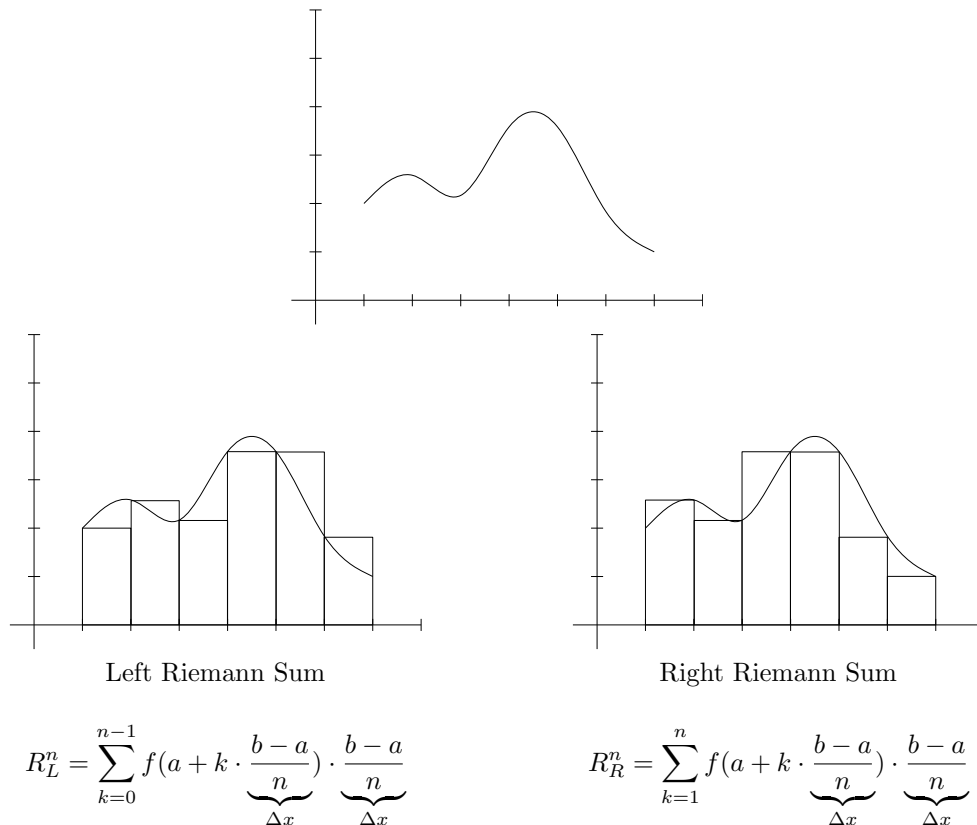 Left Riemann Sum
Right Riemann Sum
$R_L^n = \sum_{k=0}^{n-1} f(a + k \cdot \underbrace{\frac{b-a}{n}}_{\Delta x}) \cdot \underbrace{\frac{b-a}{n}}_{\Delta x}$
$R_R^n = \sum_{k=1}^{n} f(a + k \cdot \underbrace{\frac{b-a}{n}}_{\Delta x}) \cdot \underbrace{\frac{b-a}{n}}_{\Delta x}$